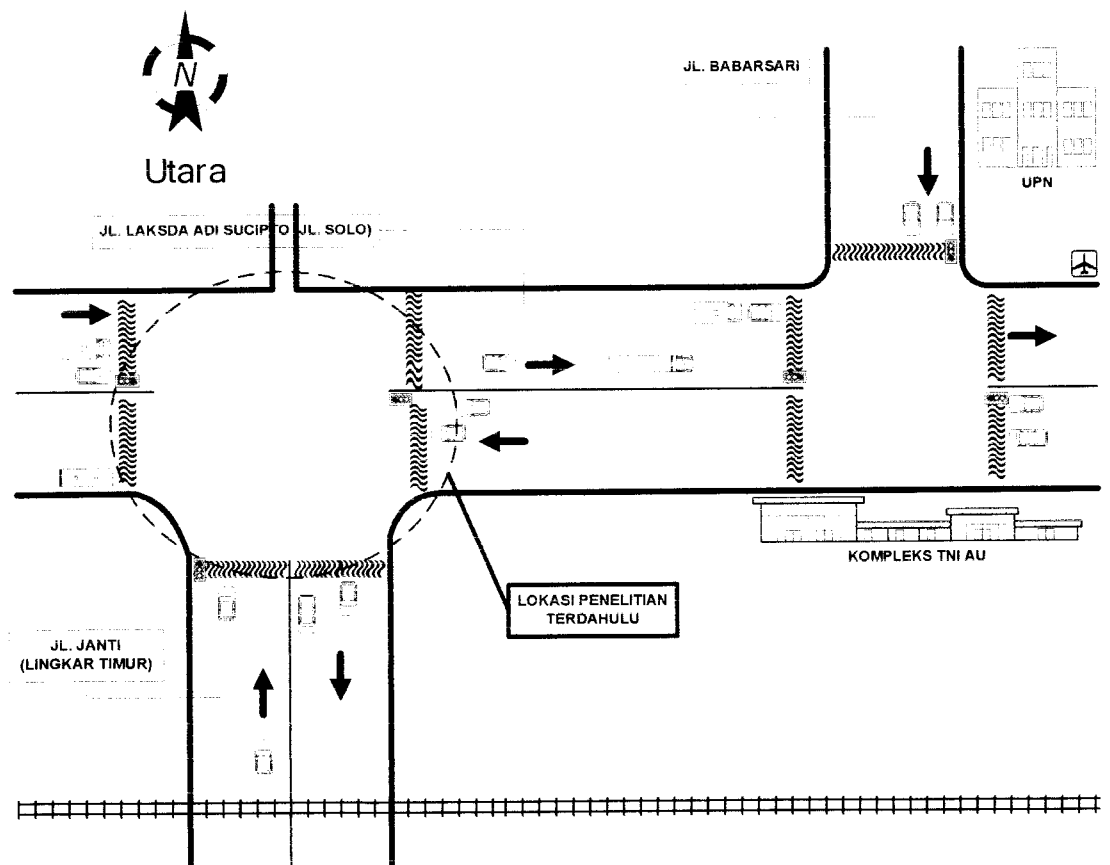 N
Utara
JL. BABARSARI
UPN
JL. LAKSDA ADI SUCIPTO (JL. SOLO)
KOMPLEKS TNI AU
LOKASI PENELITIAN
TERDAHULU
JL. JANTI
(LINGKAR TIMUR)